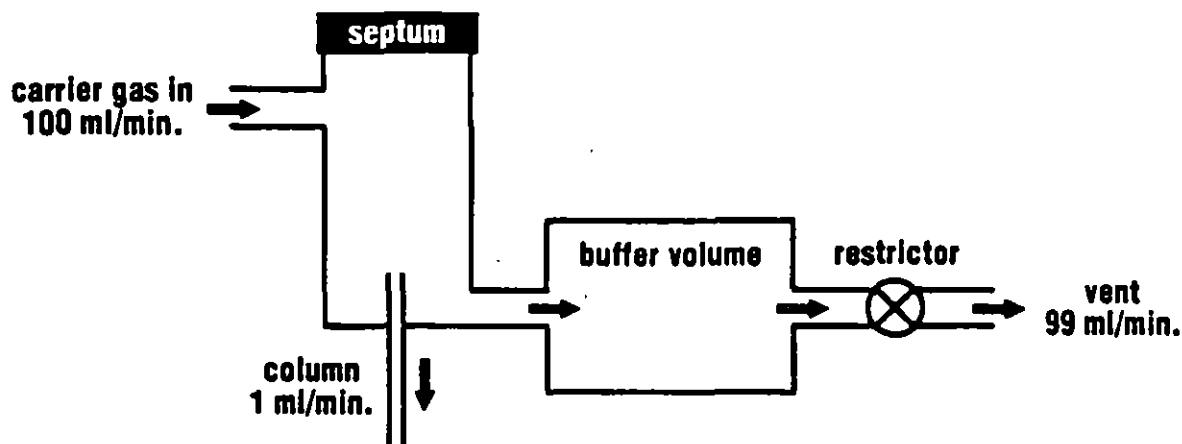 septum
carrier gas in
100 ml/min.
buffer volume
restrictor
vent
99 ml/min.
column
1 ml/min.